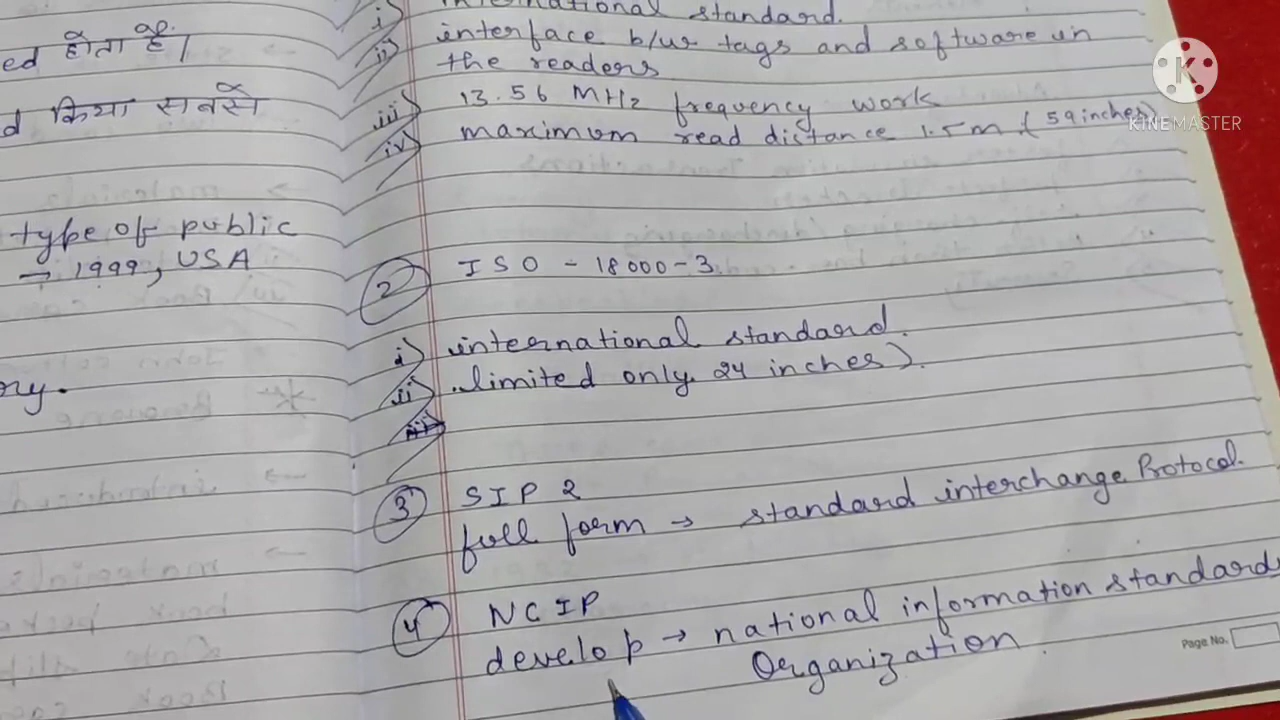 ed होता है।
d किया सबसे
type of public
→ 1999, USA
ory.
i) international standard.
ii) interface b/w tags and software in
the readers
iii) 13.56 MHz frequency work
iv) maximum read distance 1.5m. (59 inches)
2 ISO - 18000-3.
i) international standard.
ii) limited only 24 inches).
3 SIP 2
full form → standard interchange Protocol.
4 NCIP
develop → national information standard
Organization
Page No.
K
KINEMASTER